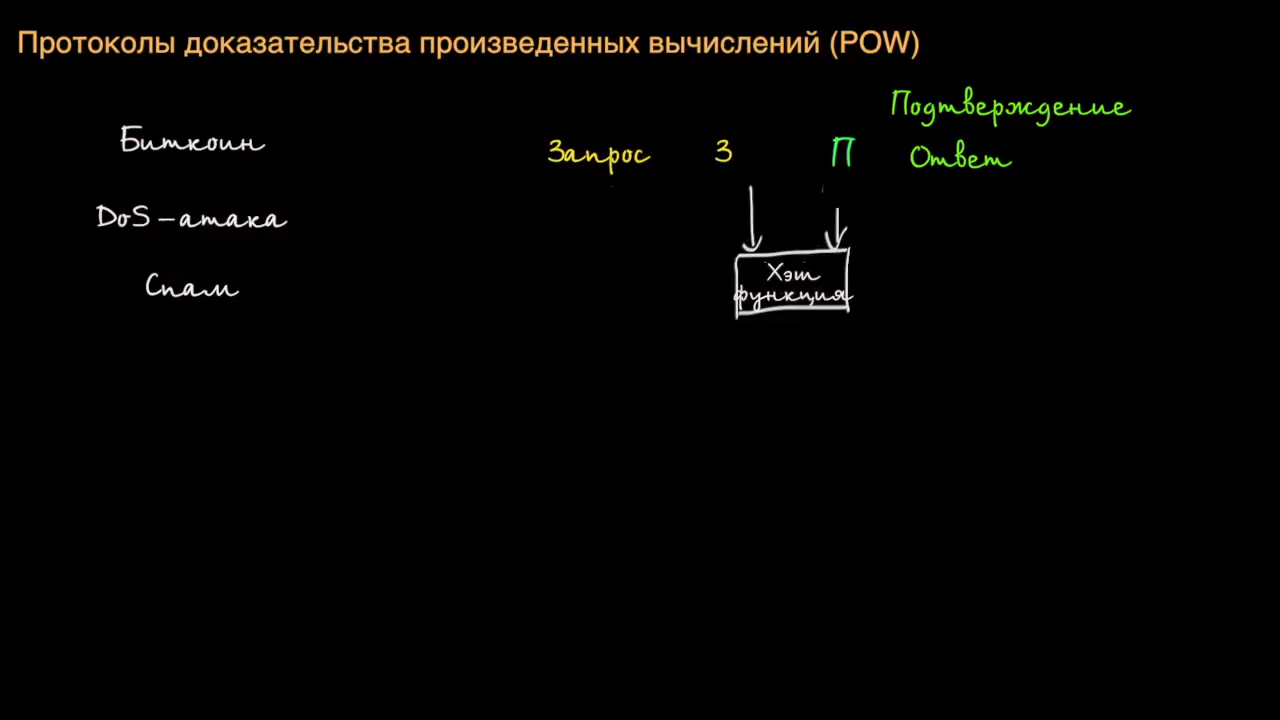 Протоколы доказательства произведенных вычислений (POW)
Биткоин
DoS-атака
Спам
Запрос З П
Подтверждение
Ответ
Хэш
функция